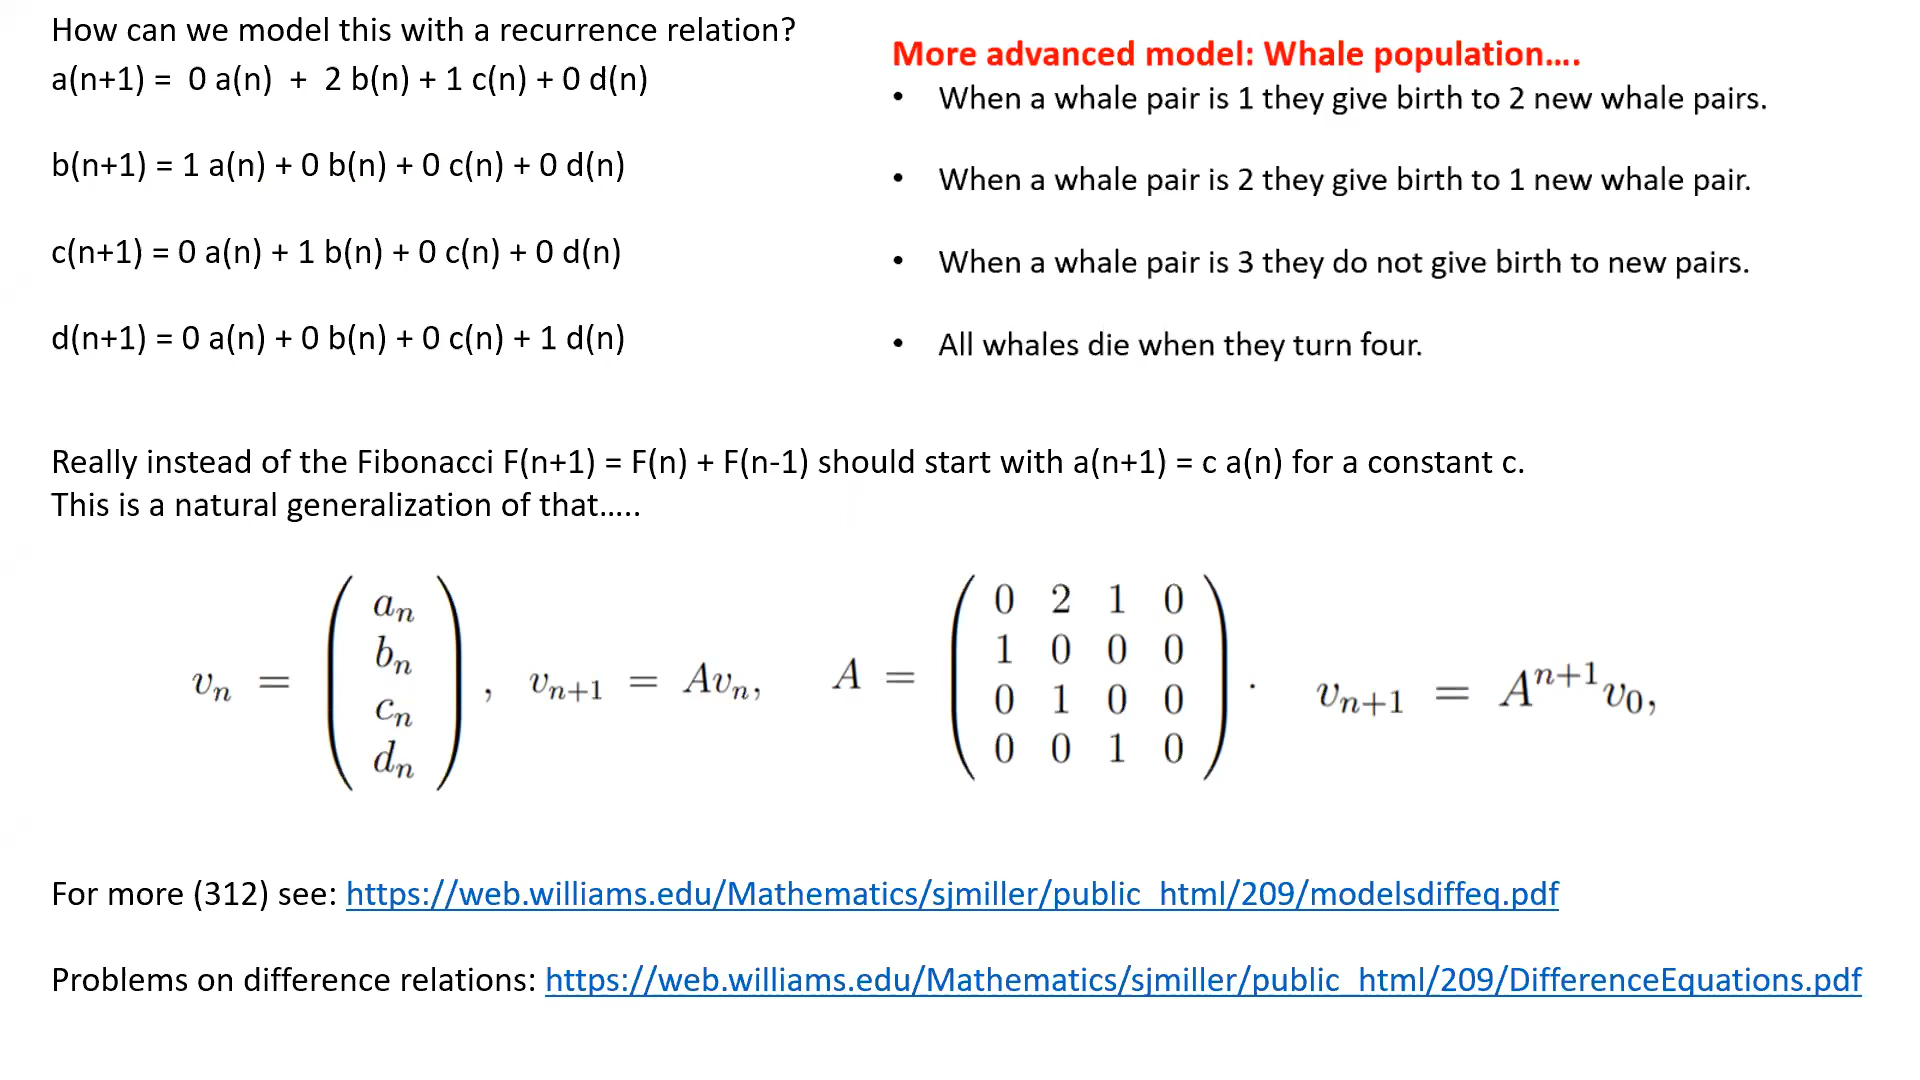 How can we model this with a recurrence relation?
a(n+1) = 0 a(n) + 2 b(n) + 1 c(n) + 0 d(n)
b(n+1) = 1 a(n) + 0 b(n) + 0 c(n) + 0 d(n)
c(n+1) = 0 a(n) + 1 b(n) + 0 c(n) + 0 d(n)
d(n+1) = 0 a(n) + 0 b(n) + 0 c(n) + 1 d(n)
More advanced model: Whale population….
• When a whale pair is 1 they give birth to 2 new whale pairs.
• When a whale pair is 2 they give birth to 1 new whale pair.
• When a whale pair is 3 they do not give birth to new pairs.
• All whales die when they turn four.
Really instead of the Fibonacci F(n+1) = F(n) + F(n-1) should start with a(n+1) = c a(n) for a constant c.
This is a natural generalization of that…..
v_n = ( a_n b_n c_n d_n ), v_{n+1} = Av_n, A = ( 0 2 1 0
1 0 0 0
0 1 0 0
0 0 1 0 ). v_{n+1} = A^{n+1}v_0,
For more (312) see: https://web.williams.edu/Mathematics/sjmiller/public_html/209/modelsdiffeq.pdf
Problems on difference relations: https://web.williams.edu/Mathematics/sjmiller/public_html/209/DifferenceEquations.pdf